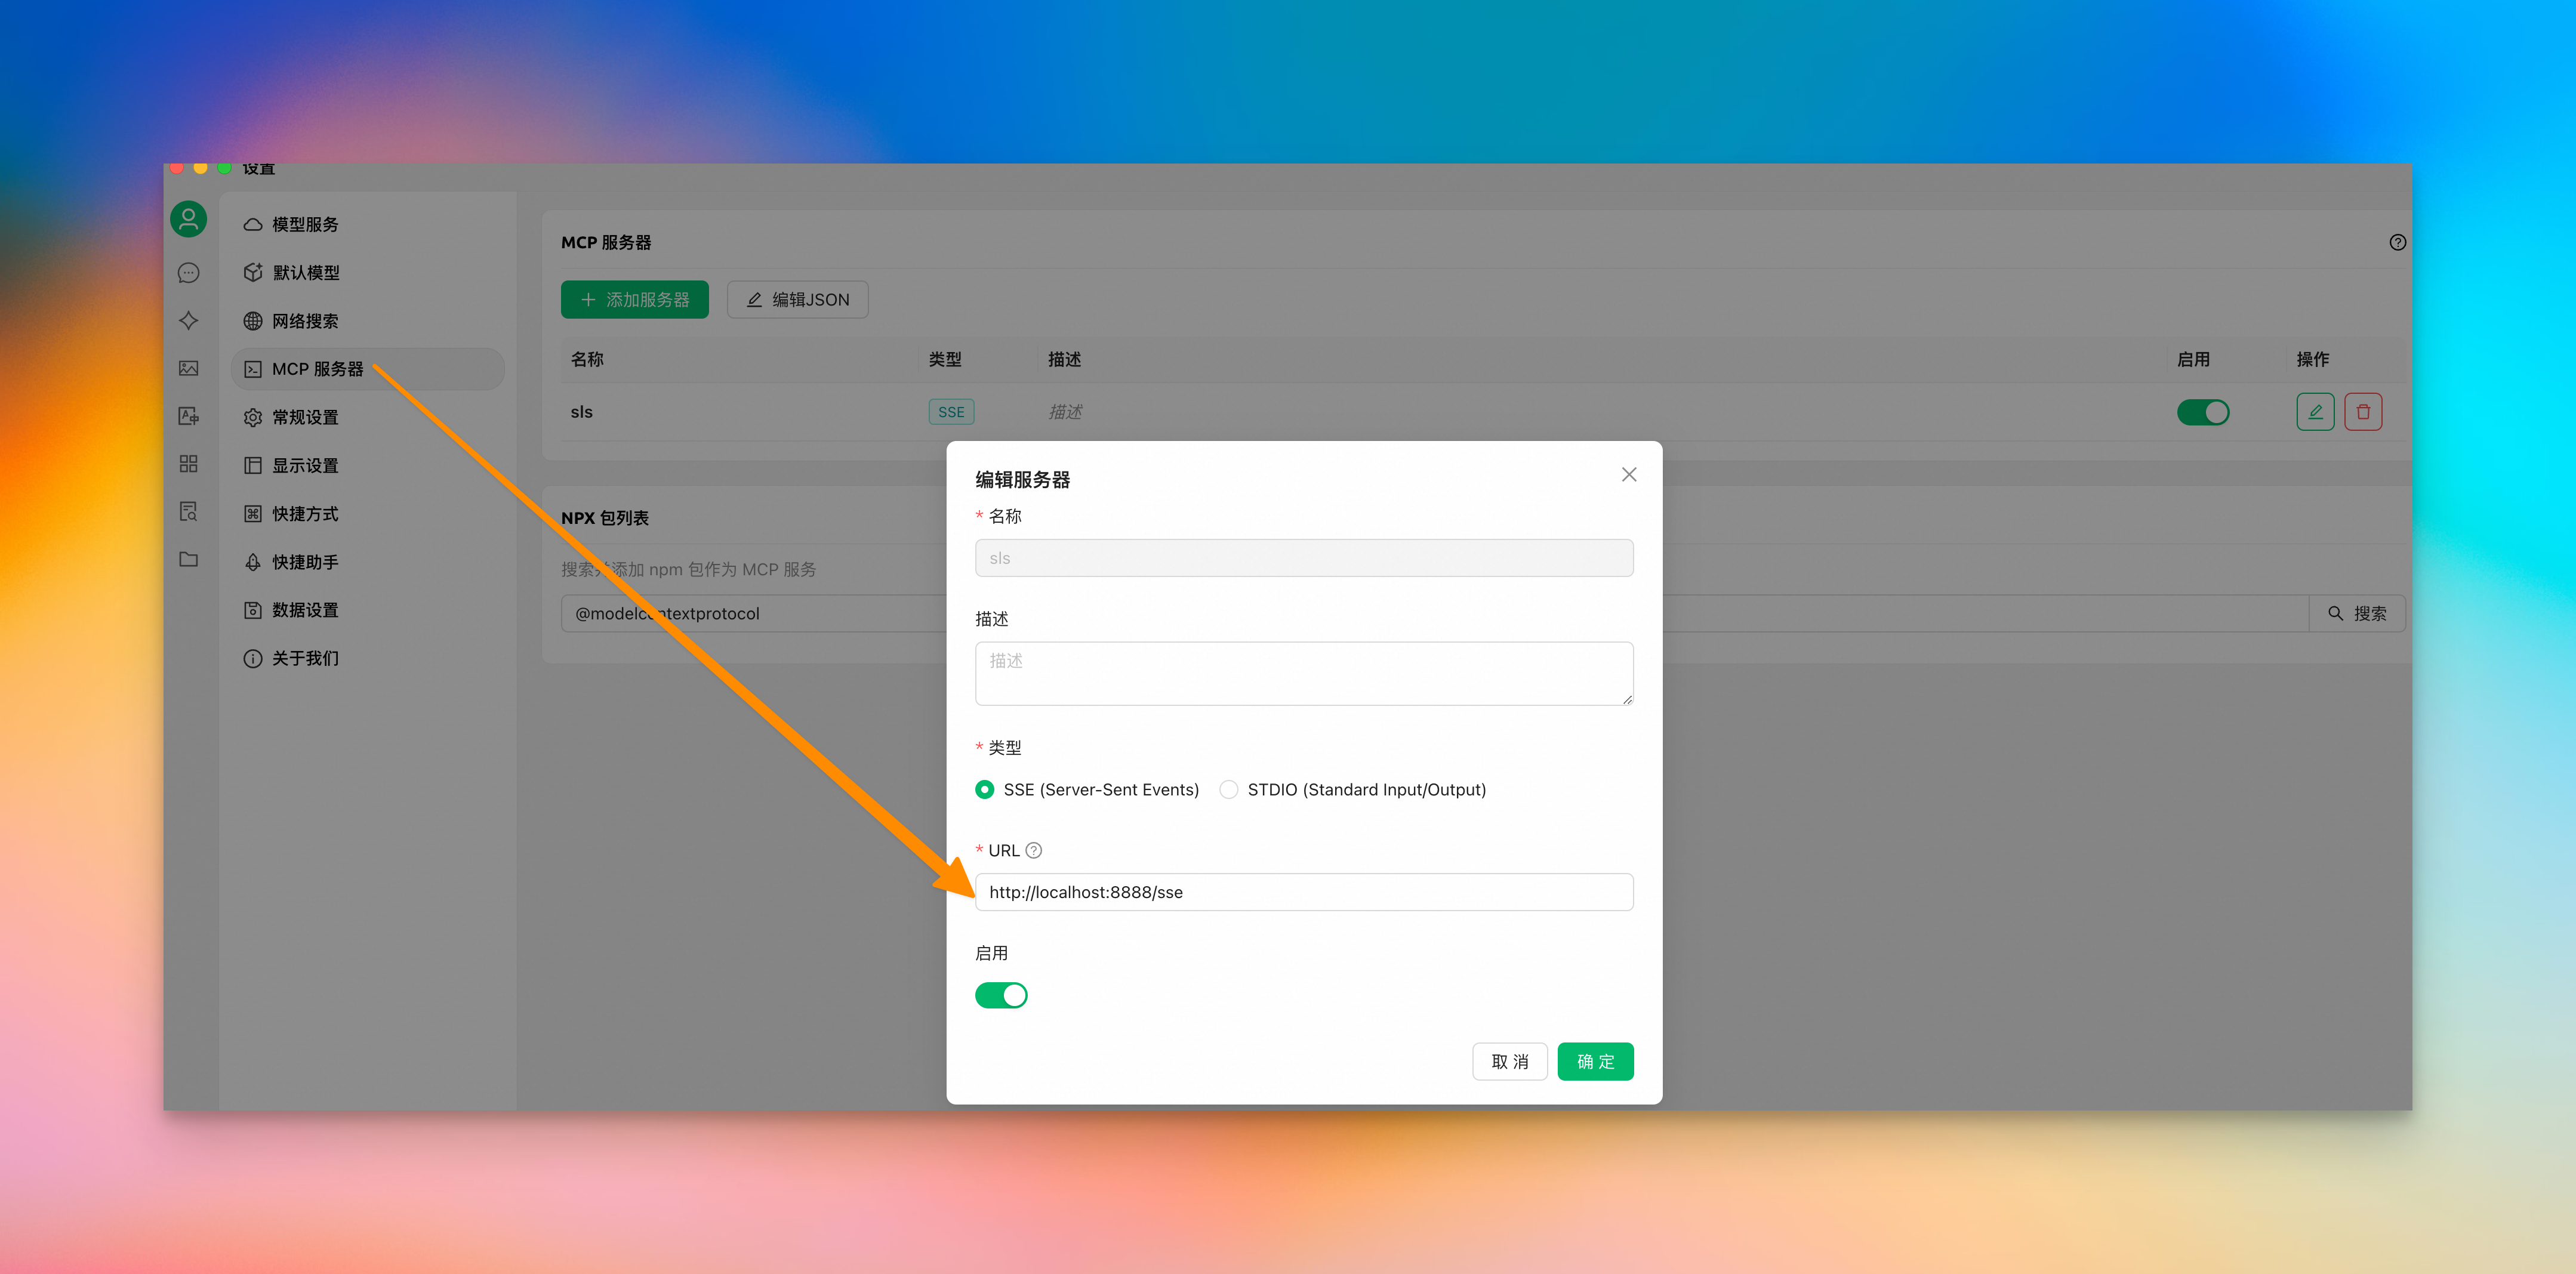 设置
模型服务
默认模型
网络搜索
MCP 服务器
常规设置
显示设置
快捷方式
快捷助手
数据设置
关于我们
MCP 服务器
添加服务器
编辑JSON
名称 类型 描述 启用 操作
sls SSE 描述
NPX 包列表
搜索并添加 npm 包作为 MCP 服务
@modelcontextprotocol
搜索
编辑服务器
* 名称
sls
描述
描述
* 类型
SSE (Server-Sent Events) STDIO (Standard Input/Output)
* URL
http://localhost:8888/sse
启用
取 消 确 定